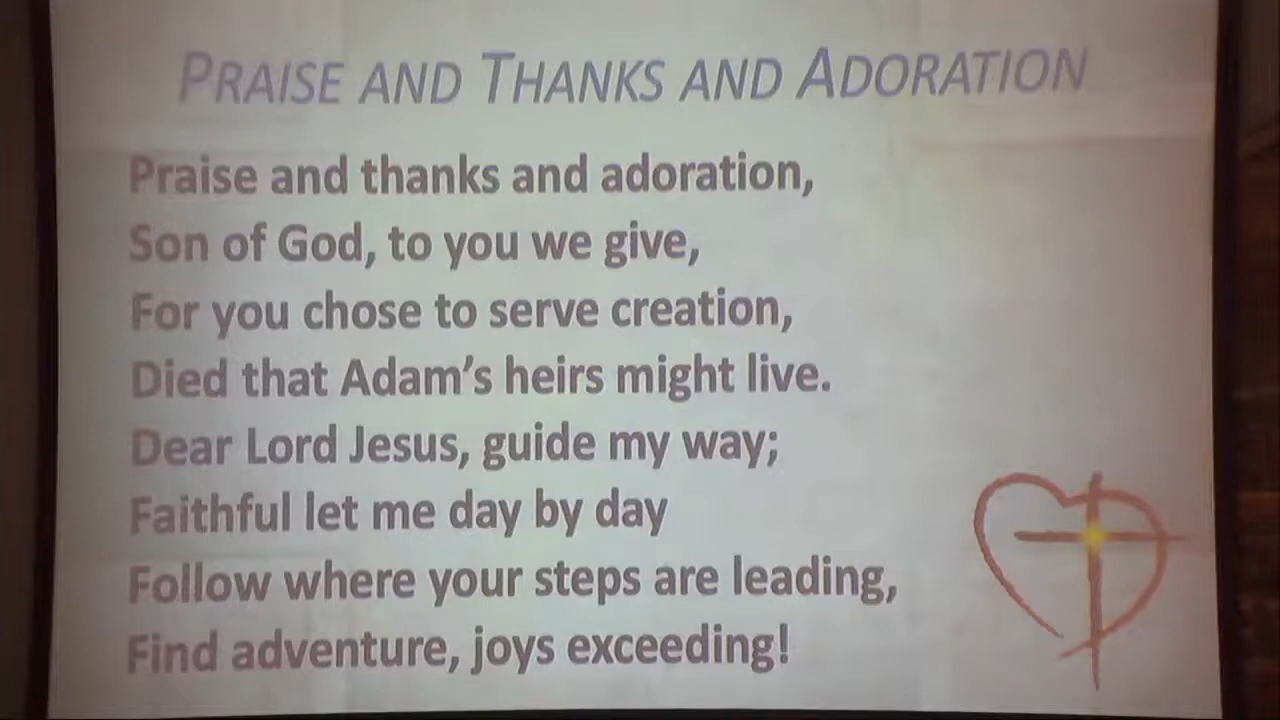 PRAISE AND THANKS AND ADORATION
Praise and thanks and adoration,
Son of God, to you we give,
For you chose to serve creation,
Died that Adam's heirs might live.
Dear Lord Jesus, guide my way;
Faithful let me day by day
Follow where your steps are leading,
Find adventure, joys exceeding!